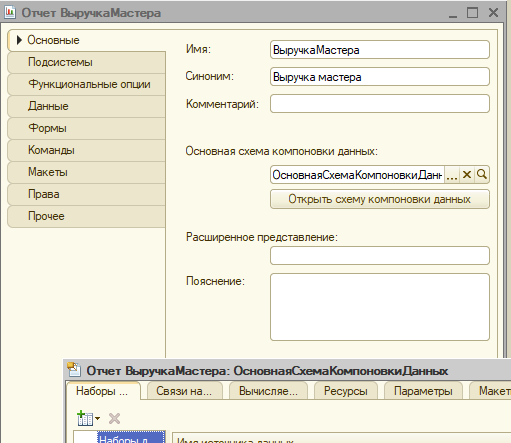 Отчет ВыручкаМастера
Основные
Подсистемы
Функциональные опции
Данные
Формы
Команды
Макеты
Права
Прочее
Имя: ВыручкаМастера
Синоним: Выручка мастера
Комментарий:
Основная схема компоновки данных:
ОсновнаяСхемаКомпоновкиДанн ...
Открыть схему компоновки данных
Расширенное представление:
Пояснение:
Отчет ВыручкаМастера: ОсновнаяСхемаКомпоновкиДанных
Наборы ... Связи на... Вычисляе... Ресурсы Параметры Макет
Наборы д
Имя источника данных